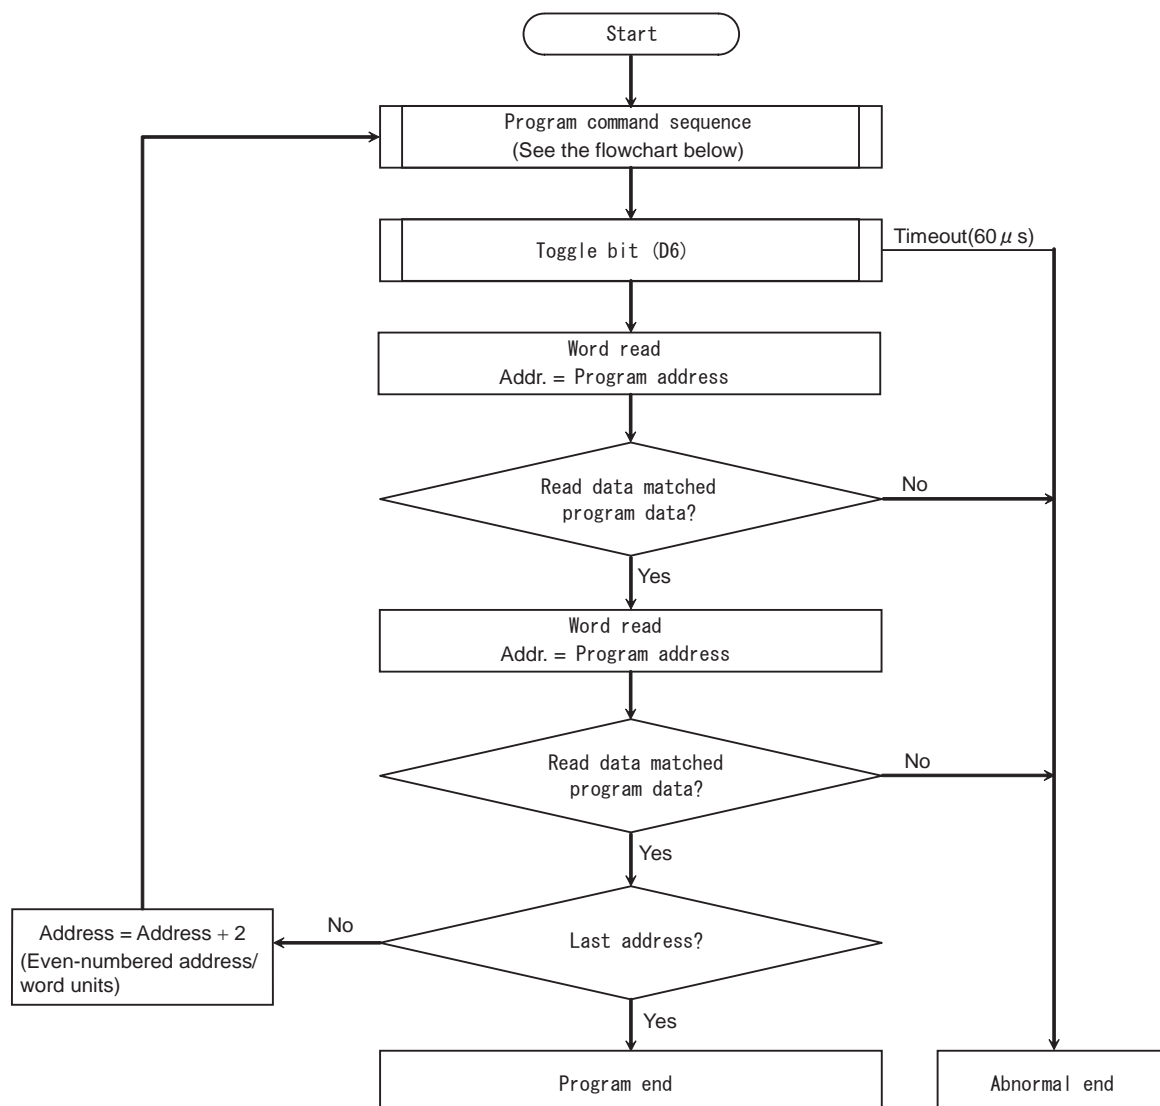 Start
Program command sequence
(See the flowchart below)
Toggle bit (D6)
Timeout(60 μ s)
Word read
Addr. = Program address
Read data matched
program data?
No
Yes
Word read
Addr. = Program address
Read data matched
program data?
No
Yes
Last address?
No
Address = Address + 2
(Even-numbered address/
word units)
Yes
Program end
Abnormal end